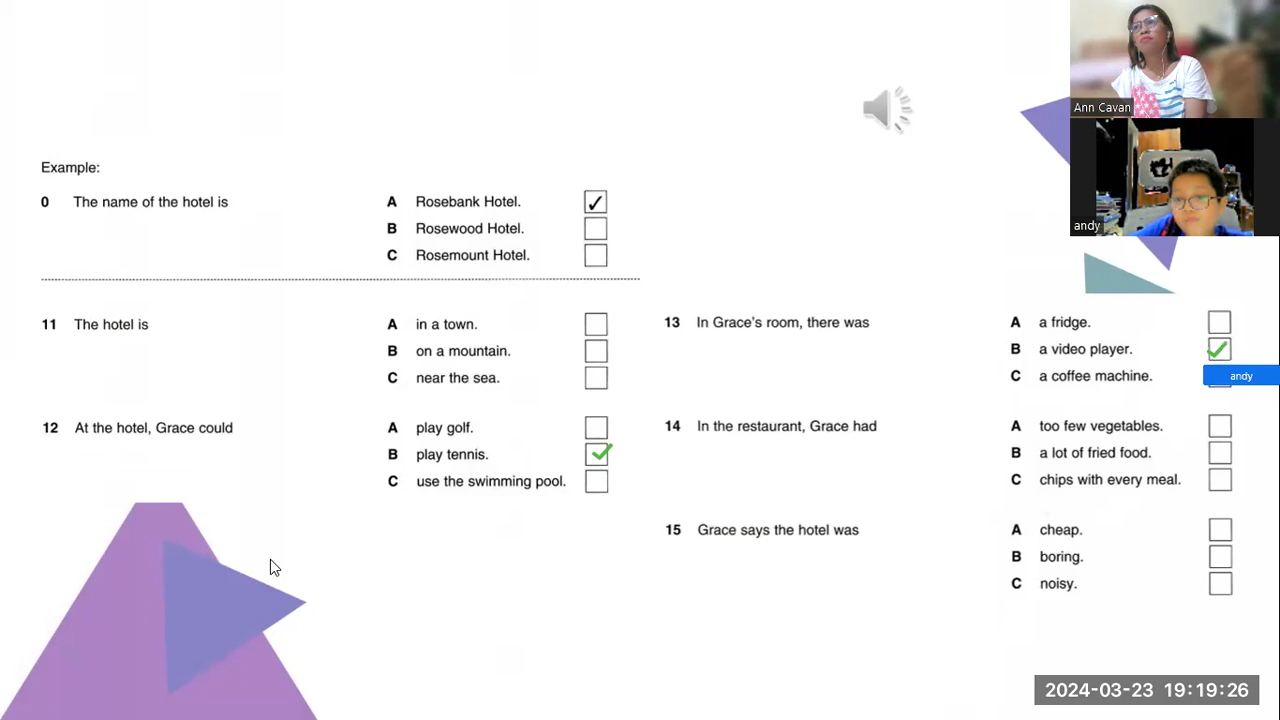 Ann Cavan
andy
Example:
0 The name of the hotel is
A Rosebank Hotel.
B Rosewood Hotel.
C Rosemount Hotel.
11 The hotel is
A in a town.
B on a mountain.
C near the sea.
12 At the hotel, Grace could
A play golf.
B play tennis.
C use the swimming pool.
13 In Grace's room, there was
A a fridge.
B a video player.
C a coffee machine.
andy
14 In the restaurant, Grace had
A too few vegetables.
B a lot of fried food.
C chips with every meal.
15 Grace says the hotel was
A cheap.
B boring.
C noisy.
2024-03-23 19:19:26